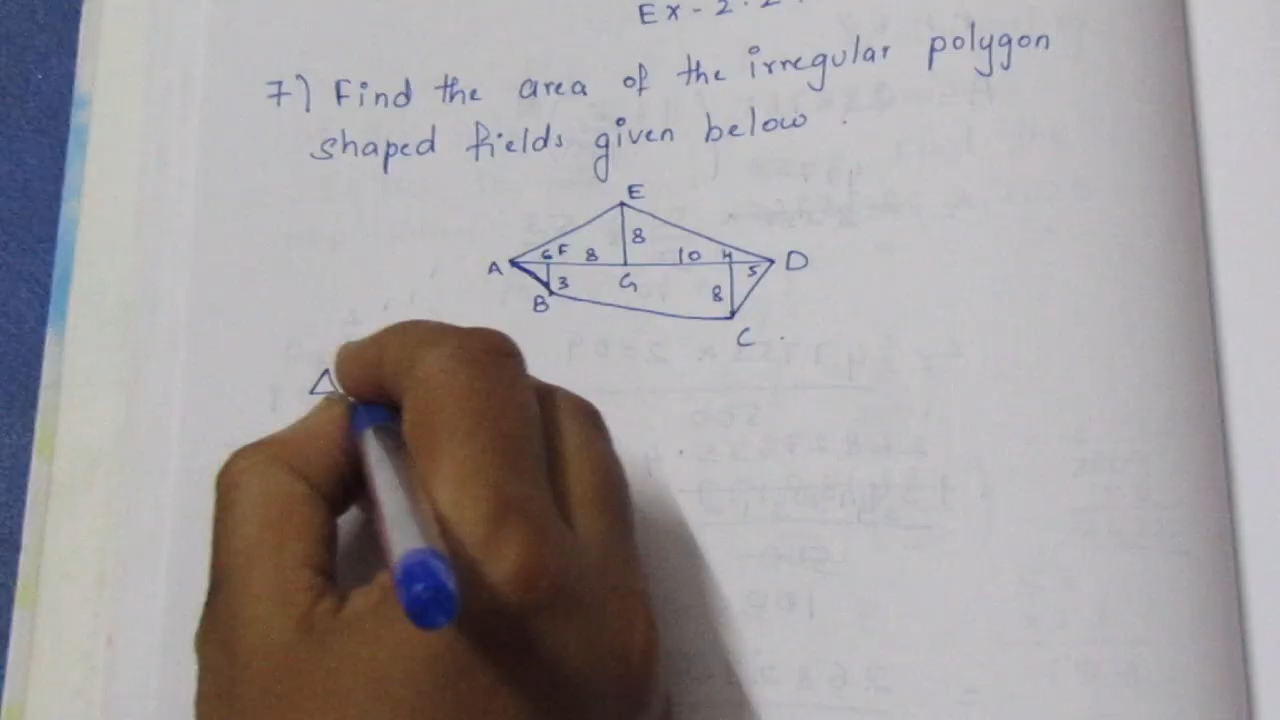 Ex - 2.2.
7) Find the area of the irregular polygon
shaped fields given below.
E
8
A 6 F 8 10 H D
3 G 5
B 8
C.
Δ